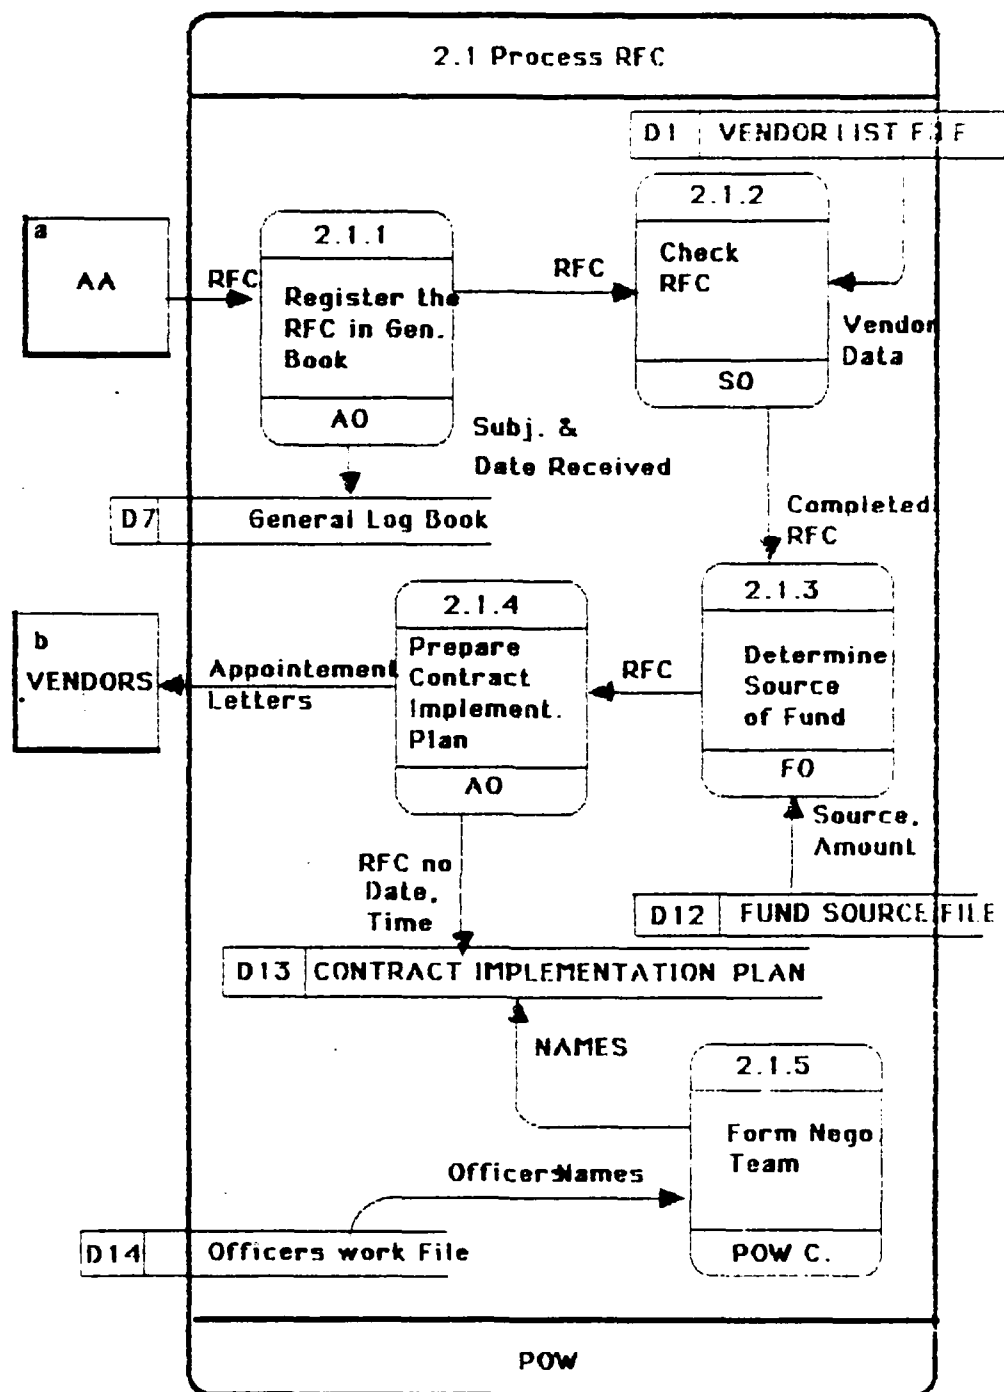 2.1 Process RFC
D1 VENDOR LIST FILE
a
AA
RFC
2.1.1
Register the
RFC in Gen.
Book
AO
RFC
2.1.2
Check
RFC
SO
Vendor
Data
Subj. &
Date Received
D7 General Log Book
Completed
RFC
2.1.3
Determine
Source
of Fund
FO
RFC
2.1.4
Prepare
Contract
Implement.
Plan
AO
Appointement
Letters
b
VENDORS
Source,
Amount
D12 FUND SOURCE FILE
RFC no
Date,
Time
D13 CONTRACT IMPLEMENTATION PLAN
NAMES
2.1.5
Form Nego
Team
POW C.
Officers Names
D14 Officers work File
POW